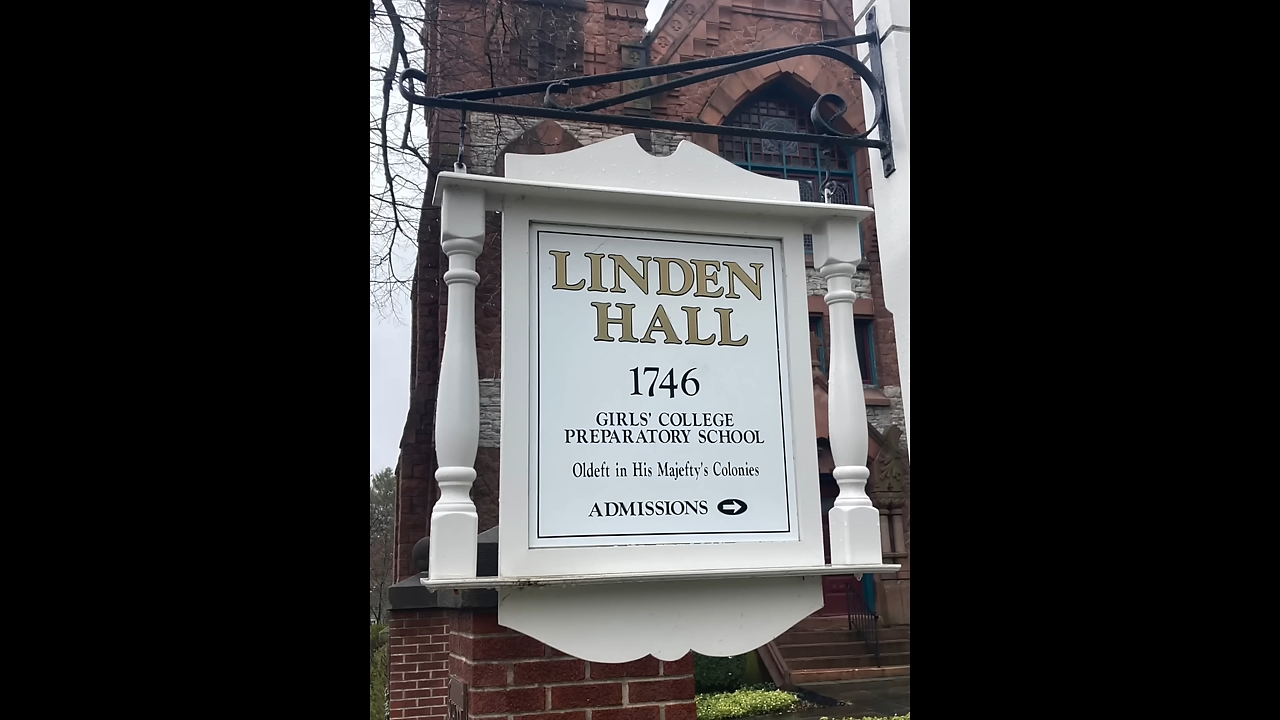 LINDEN
HALL
1746
GIRLS' COLLEGE
PREPARATORY SCHOOL
Oldeft in His Majefty's Colonies
ADMISSIONS